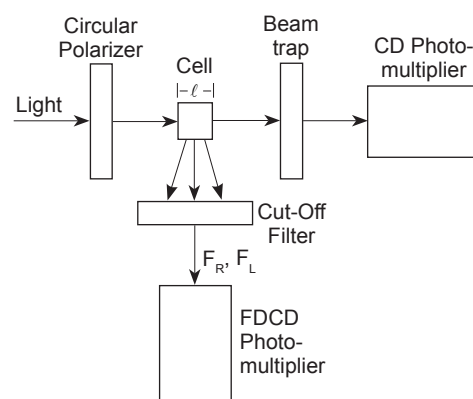 Circular
Polarizer
Beam
trap
CD Photo-
multiplier
Cell
|- ℓ -|
Light
Cut-Off
Filter
F_R, F_L
FDCD
Photo-
multiplier